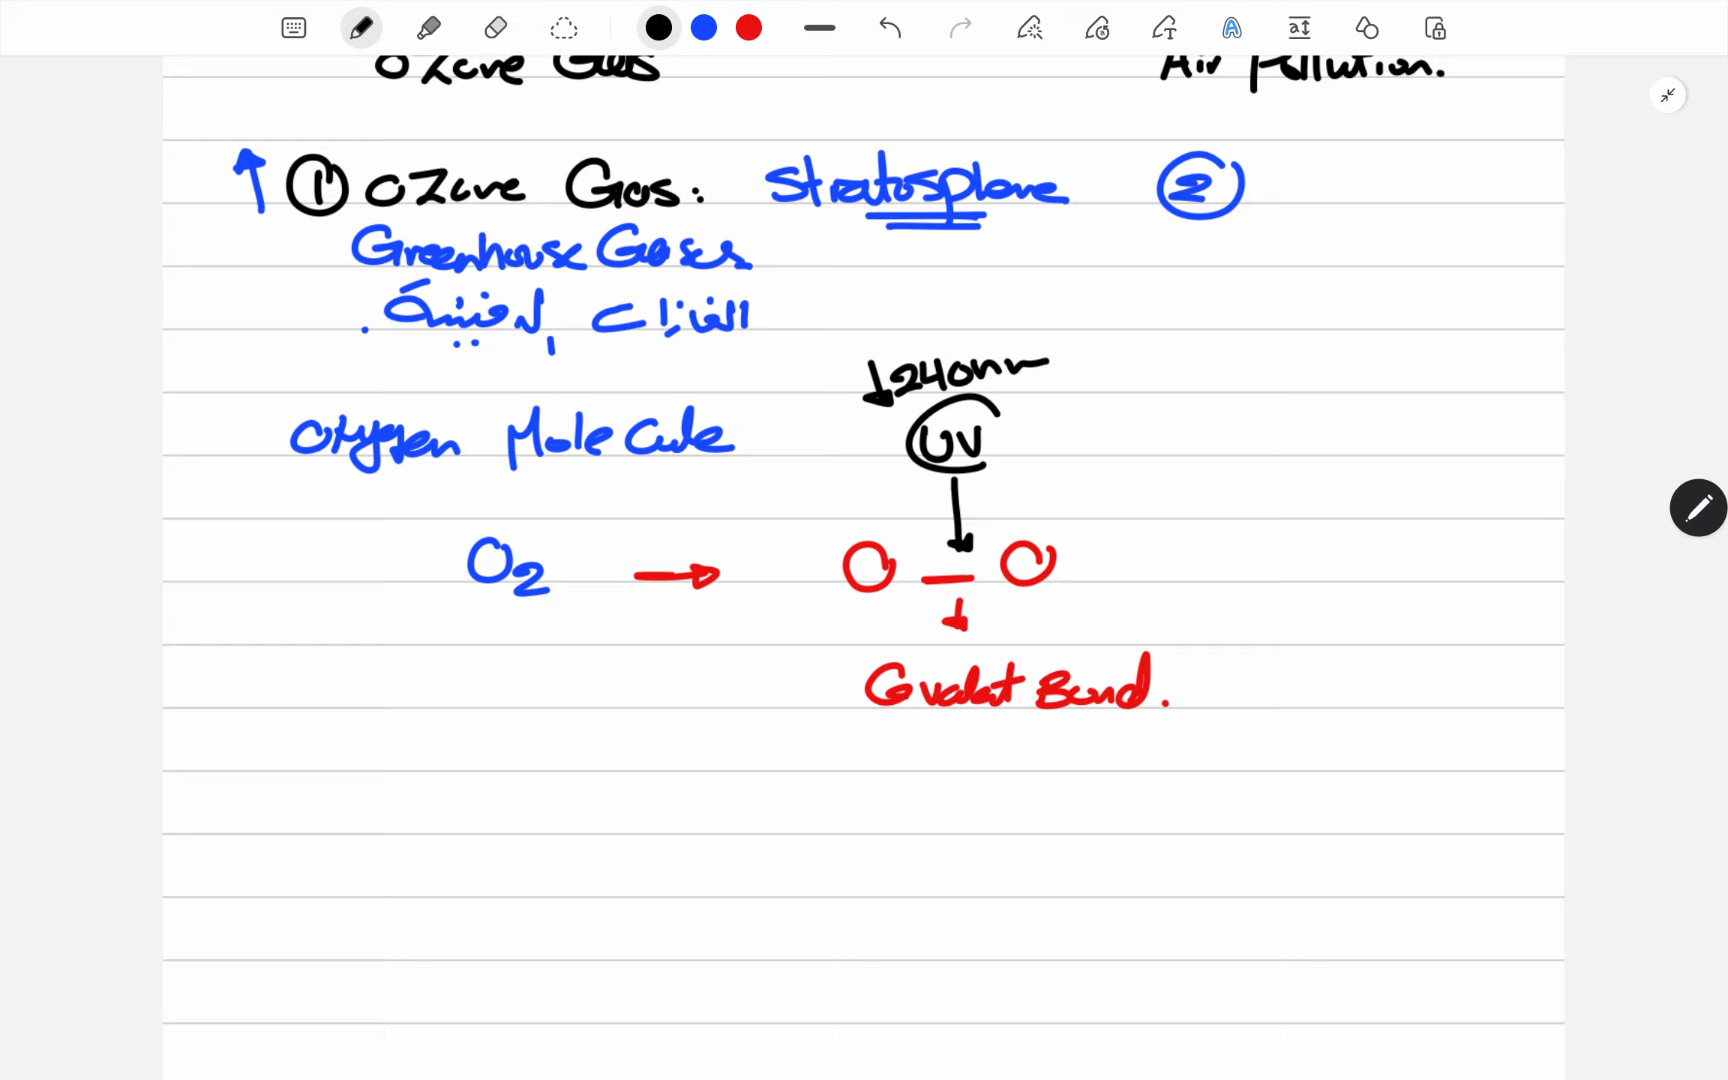 Ozone Gas Air pollution.
↑ ① Ozone Gas: Stratosphere ②
Greenhouse Gases
الغازات الدفيئة.
↓240nm
Oxygen Molecule UV
O₂ → O — O
Covalent Bond.